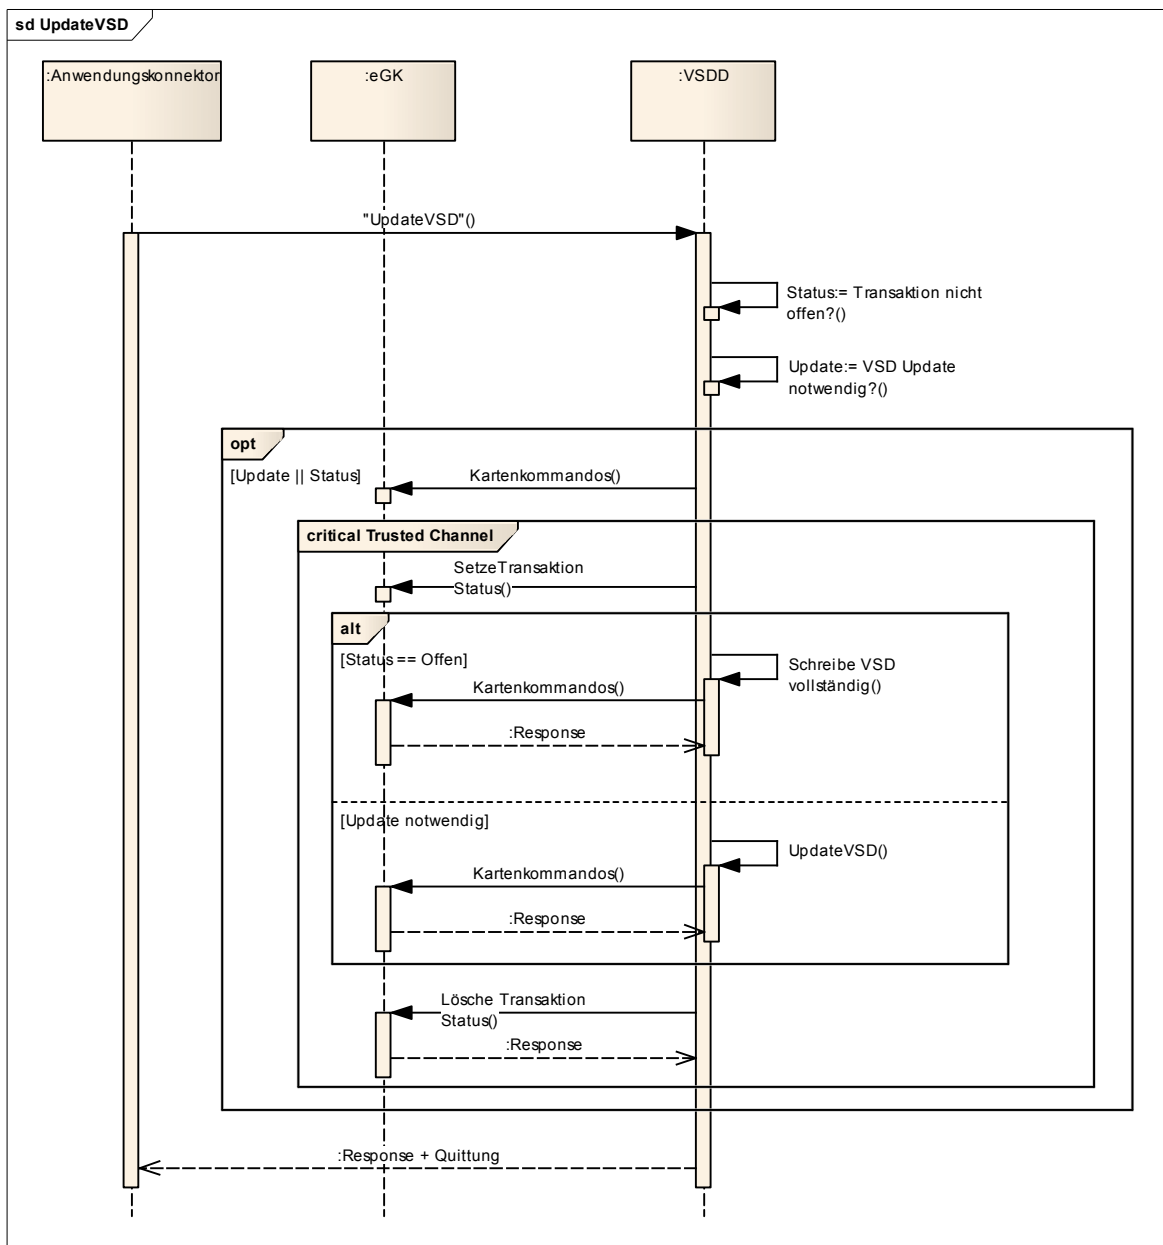 sd UpdateVSD
:Anwendungskonnektor
:eGK
:VSDD
"UpdateVSD"()
Status:= Transaktion nicht
offen?()
Update:= VSD Update
notwendig?()
opt
[Update || Status]
Kartenkommandos()
critical Trusted Channel
SetzeTransaktion
Status()
alt
[Status == Offen]
Schreibe VSD
vollständig()
Kartenkommandos()
:Response
[Update notwendig]
UpdateVSD()
Kartenkommandos()
:Response
Lösche Transaktion
Status()
:Response
:Response + Quittung